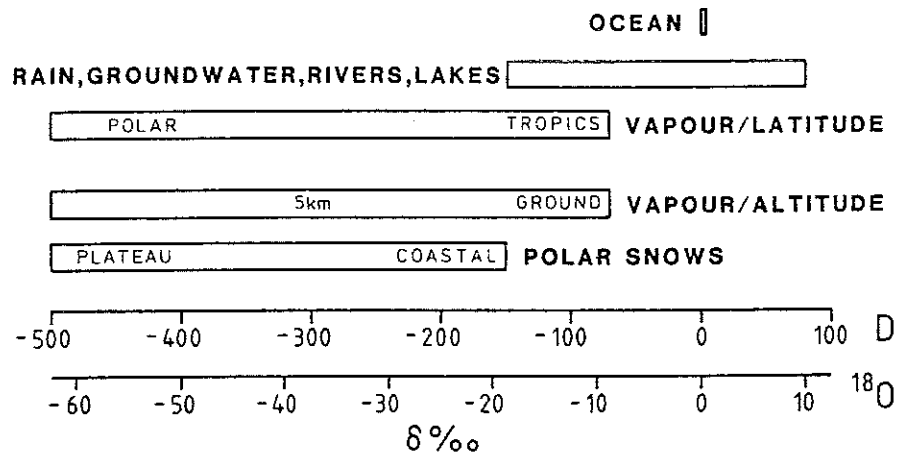 OCEAN
RAIN,GROUNDWATER,RIVERS,LAKES
POLAR TROPICS VAPOUR/LATITUDE
5km GROUND VAPOUR/ALTITUDE
PLATEAU COASTAL POLAR SNOWS
-500 -400 -300 -200 -100 0 100 D
-60 -50 -40 -30 -20 -10 0 10 ¹⁸O
δ‰